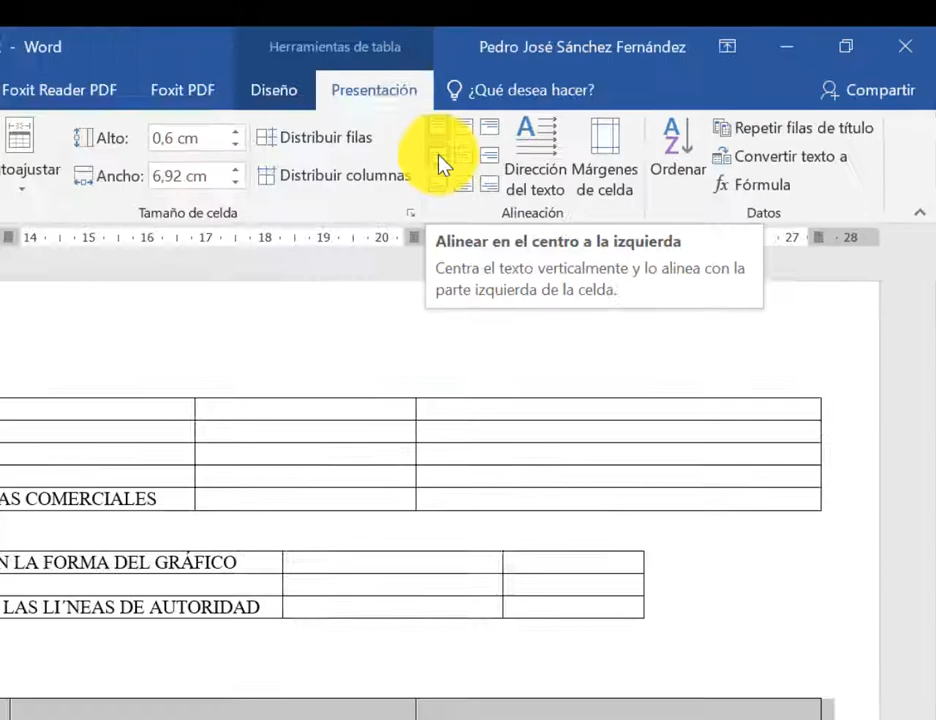 - Word
Herramientas de tabla
Pedro José Sánchez Fernández
Foxit Reader PDF
Foxit PDF
Diseño
Presentación
¿Qué desea hacer?
Compartir
toajustar
Alto:
0,6 cm
Ancho:
6,92 cm
Distribuir filas
Distribuir columnas
Tamaño de celda
Dirección
del texto
Márgenes
de celda
Alineación
A
Z
Ordenar
Repetir filas de título
Convertir texto a
fx Fórmula
Datos
14 15 16 17 18 19 20 27 28
Alinear en el centro a la izquierda
Centra el texto verticalmente y lo alinea con la
parte izquierda de la celda.
AS COMERCIALES
N LA FORMA DEL GRÁFICO
LAS LI´NEAS DE AUTORIDAD